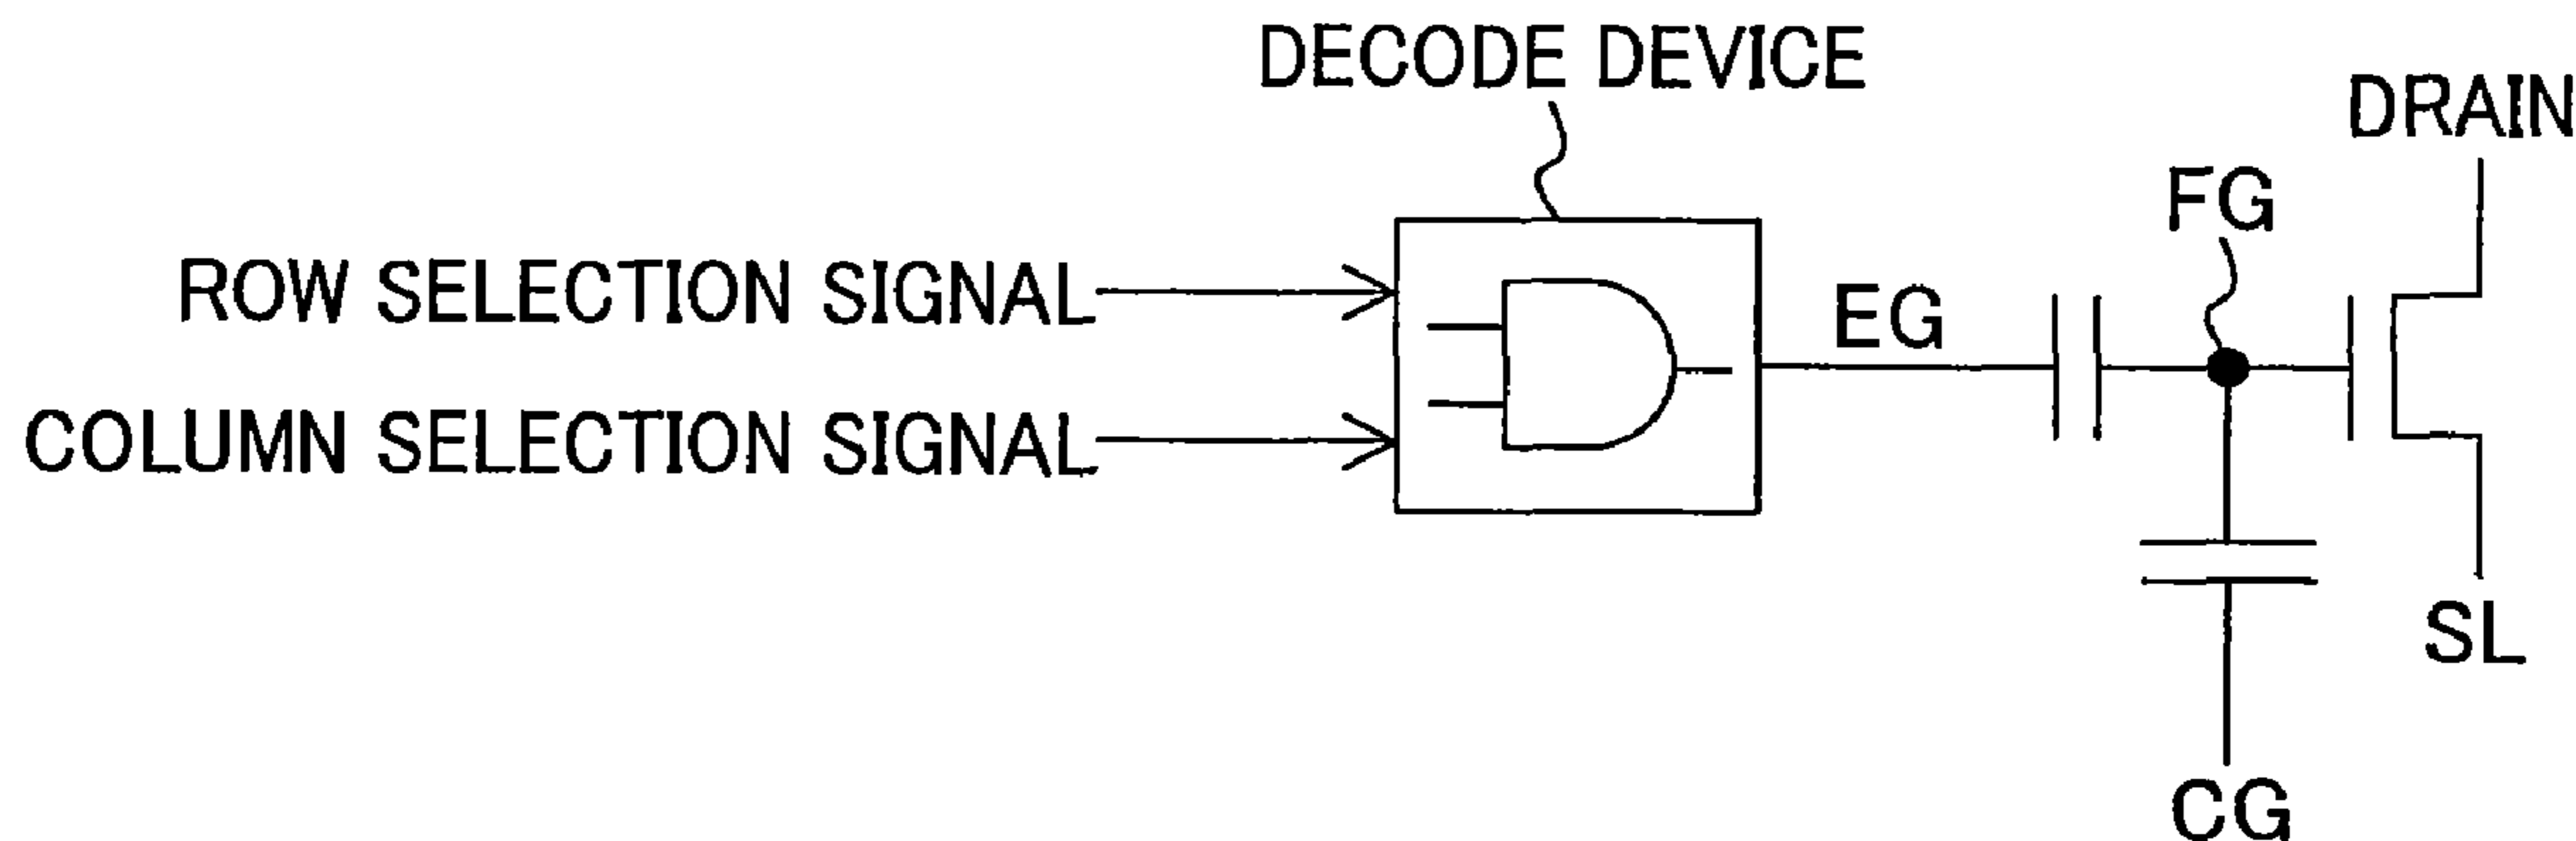 DECODE DEVICE
DRAIN
FG
ROW SELECTION SIGNAL
EG
COLUMN SELECTION SIGNAL
SL
CG